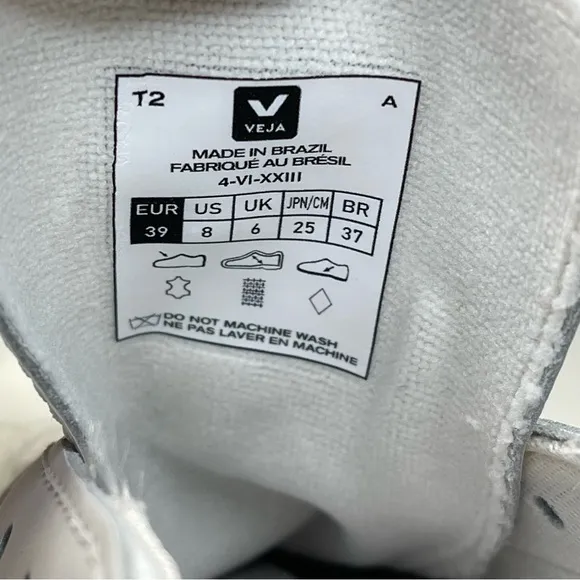 T2 V A
VEJA
MADE IN BRAZIL
FABRIQUÉ AU BRÉSIL
4-VI-XXIII
EUR US UK JPN/CM BR
39 8 6 25 37
DO NOT MACHINE WASH
NE PAS LAVER EN MACHINE